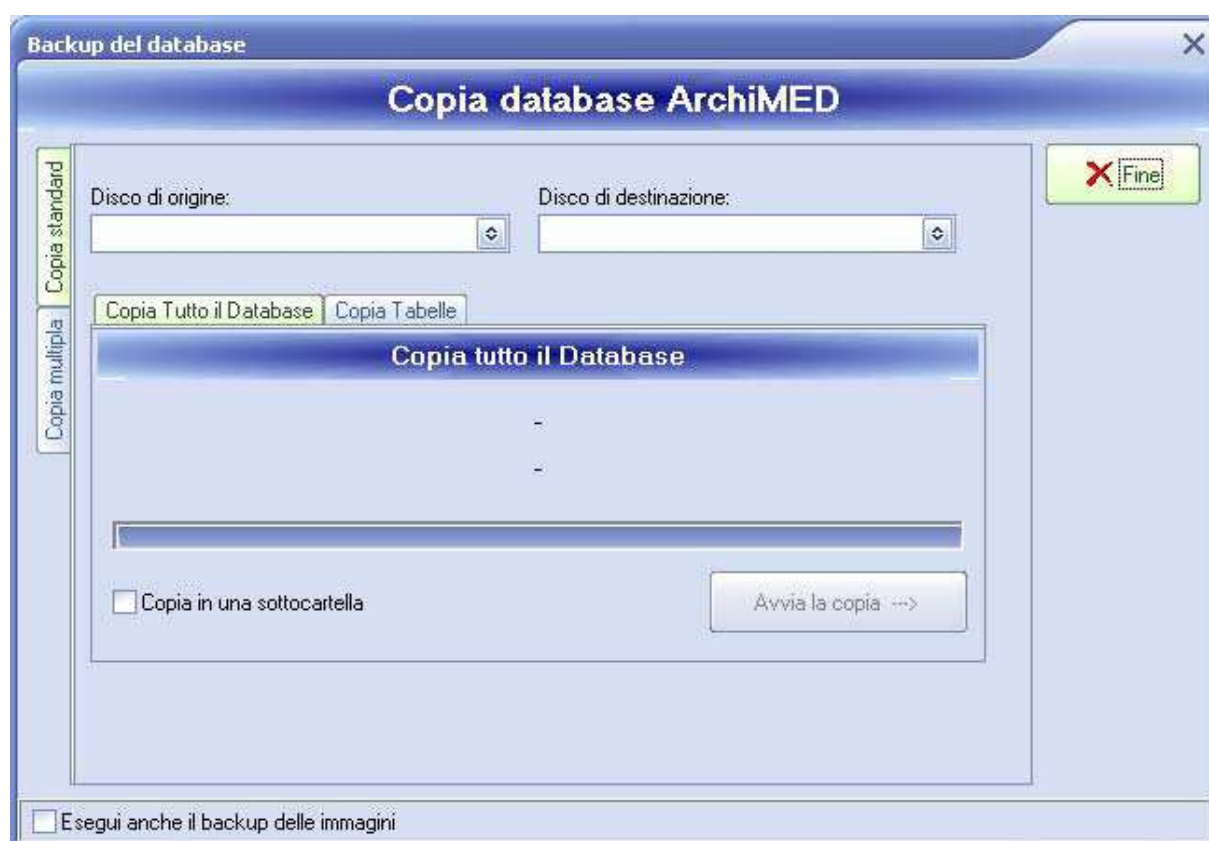 Backup del database
Copia database ArchiMED
Copia standard
Copia multipla
Disco di origine:
Disco di destinazione:
Fine
Copia Tutto il Database
Copia Tabelle
Copia tutto il Database
-
-
Copia in una sottocartella
Avvia la copia --->
Esegui anche il backup delle immagini